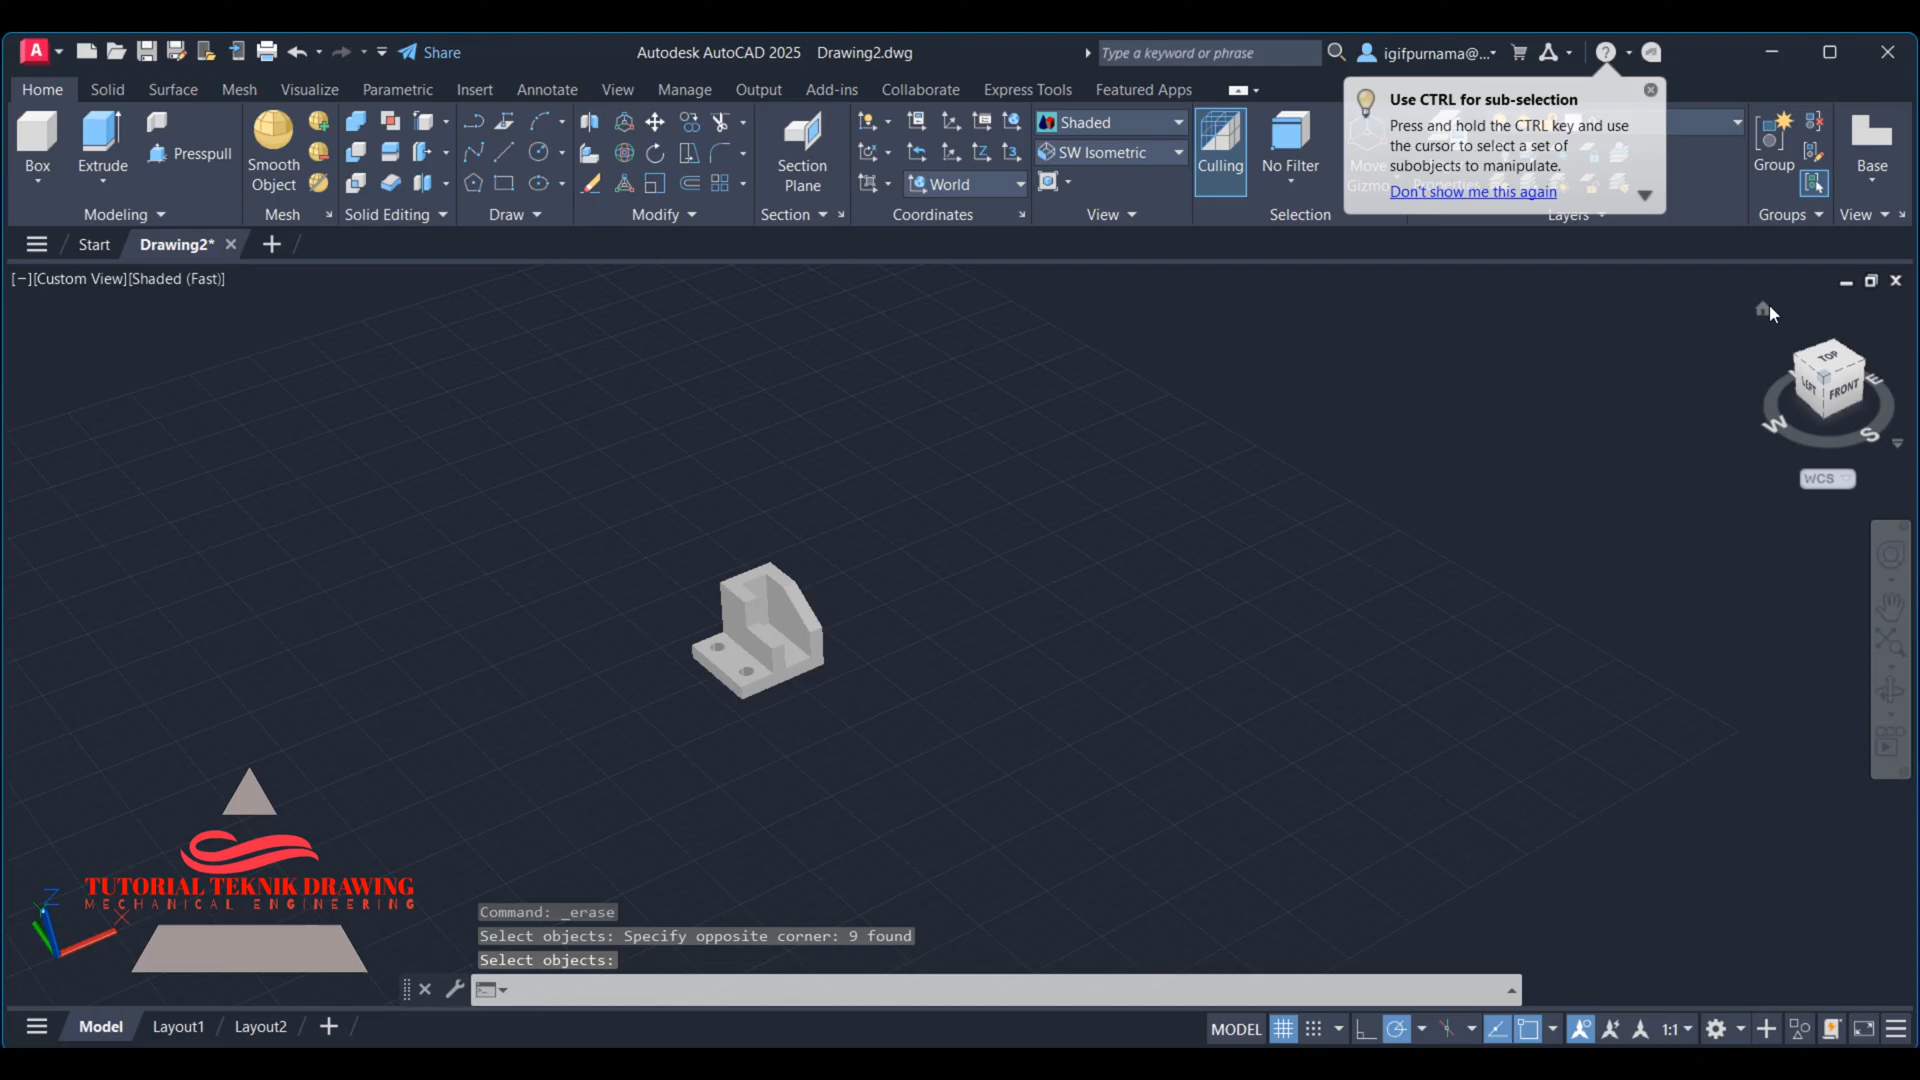 A
Share
Autodesk AutoCAD 2025 Drawing2.dwg
Type a keyword or phrase
igifpurnama@...
Home Solid Surface Mesh Visualize Parametric Insert Annotate View Manage Output Add-ins Collaborate Express Tools Featured Apps
Use CTRL for sub-selection
Press and hold the CTRL key and use
the cursor to select a set of
subobjects to manipulate.
Don't show me this again
Box
Extrude
Presspull
Smooth
Object
Section
Plane
Shaded
SW Isometric
World
Culling
No Filter
Move
Gizmo
Properties
Group
Base
Modeling
Mesh
Solid Editing
Draw
Modify
Section
Coordinates
View
Selection
Layers
Groups
View
Start
Drawing2*
[−][Custom View][Shaded (Fast)]
TOP
LEFT
FRONT
E
W
S
WCS
TUTORIAL TEKNIK DRAWING
MECHANICAL ENGINEERING
Z
X
Command: _erase
Select objects: Specify opposite corner: 9 found
Select objects:
Model
Layout1
Layout2
MODEL
1:1